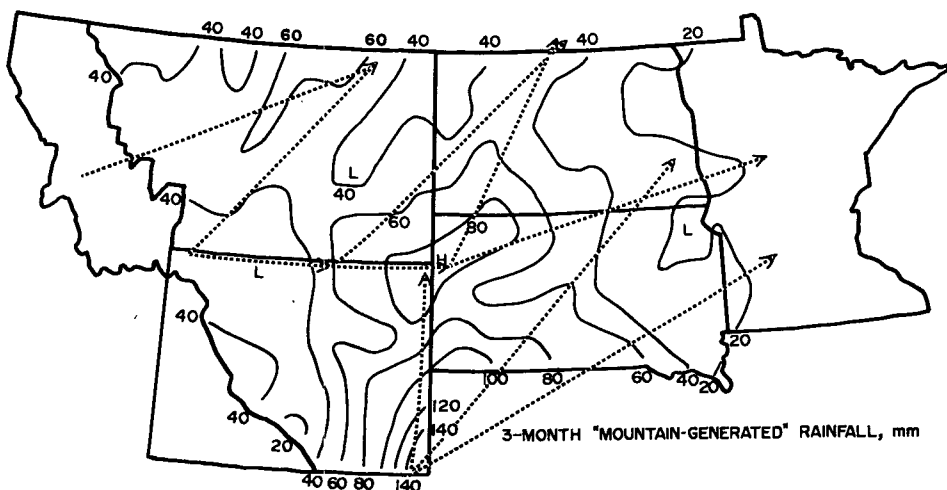 40 40 60 60 40 40 40 20
40
L
40
40
60 80
L
H
L
40
20
100 80 60 40 20
40
120
20
140
3-MONTH "MOUNTAIN-GENERATED" RAINFALL, mm
40 60 80 140